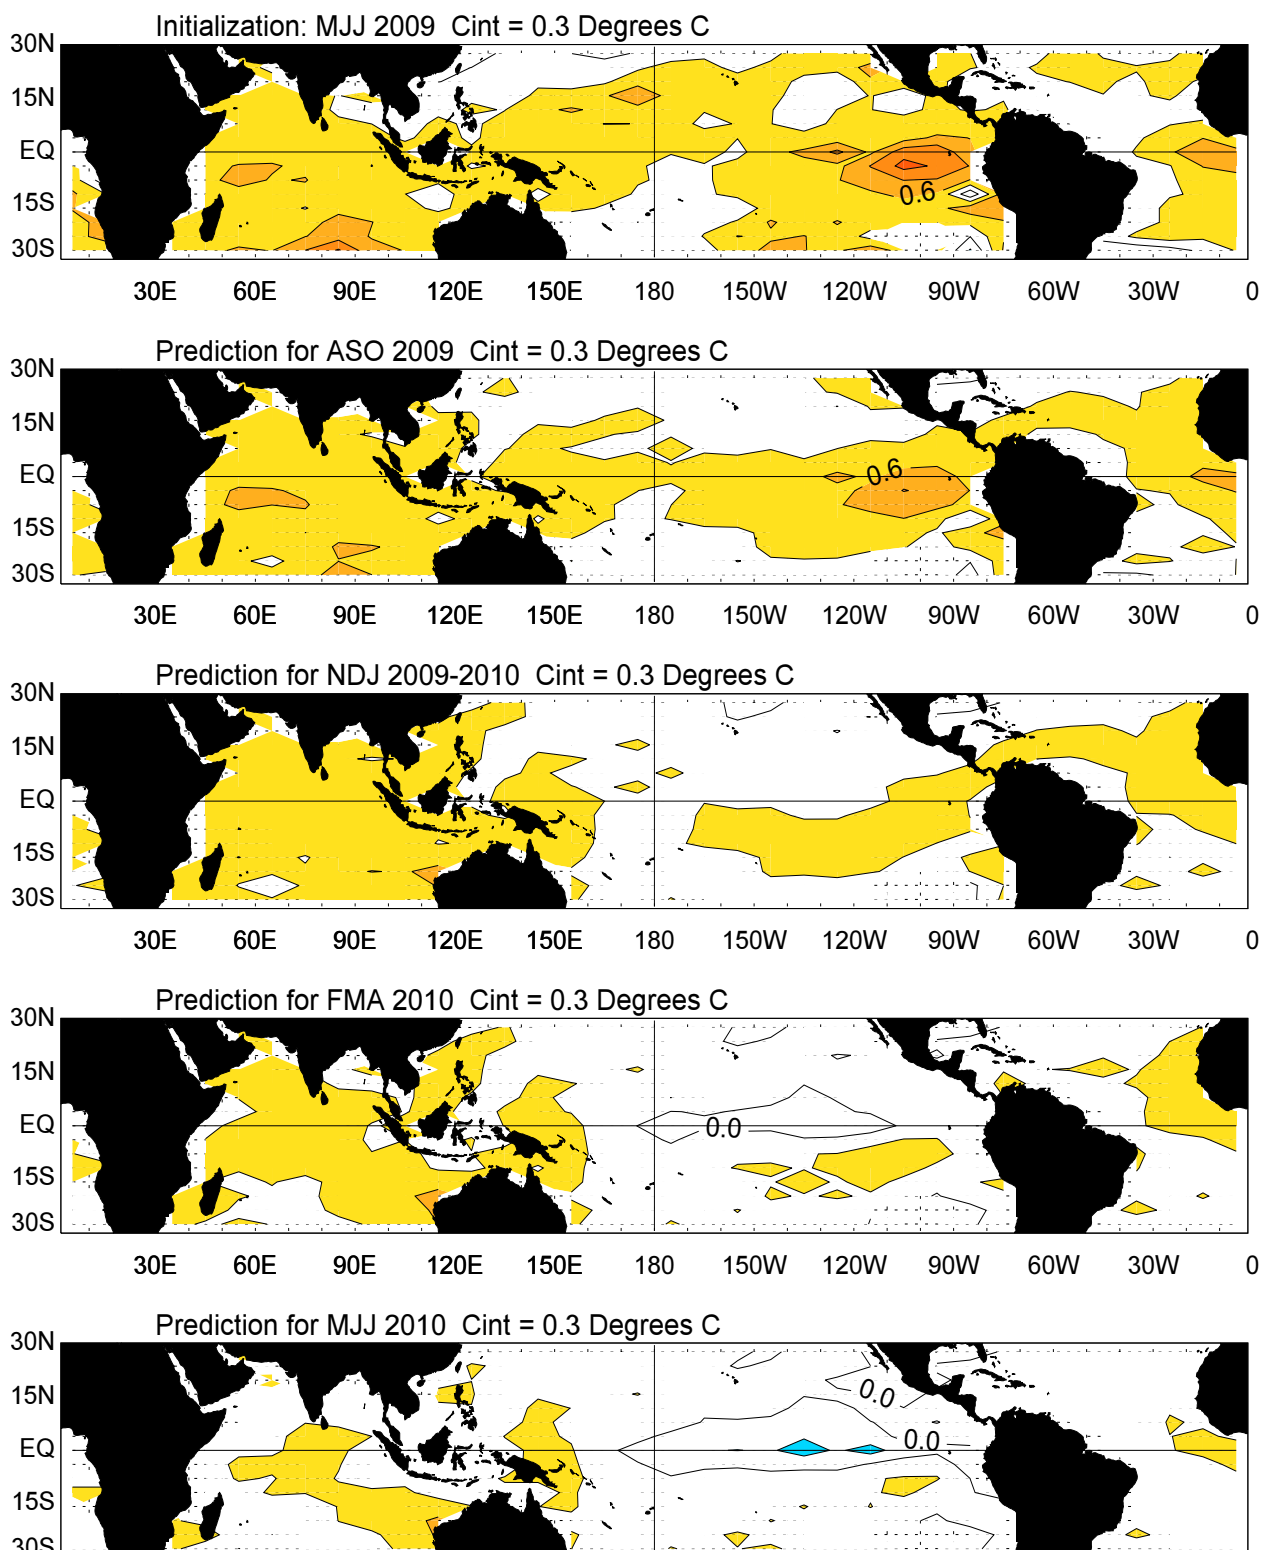 Initialization: MJJ 2009 Cint = 0.3 Degrees C
30N
15N
EQ
15S
30S
0.6
30E 60E 90E 120E 150E 180 150W 120W 90W 60W 30W 0
Prediction for ASO 2009 Cint = 0.3 Degrees C
30N
15N
EQ
15S
30S
0.6
30E 60E 90E 120E 150E 180 150W 120W 90W 60W 30W 0
Prediction for NDJ 2009-2010 Cint = 0.3 Degrees C
30N
15N
EQ
15S
30S
30E 60E 90E 120E 150E 180 150W 120W 90W 60W 30W 0
Prediction for FMA 2010 Cint = 0.3 Degrees C
30N
15N
EQ
15S
30S
0.0
30E 60E 90E 120E 150E 180 150W 120W 90W 60W 30W 0
Prediction for MJJ 2010 Cint = 0.3 Degrees C
30N
15N
0.0
EQ
0.0
15S
30S